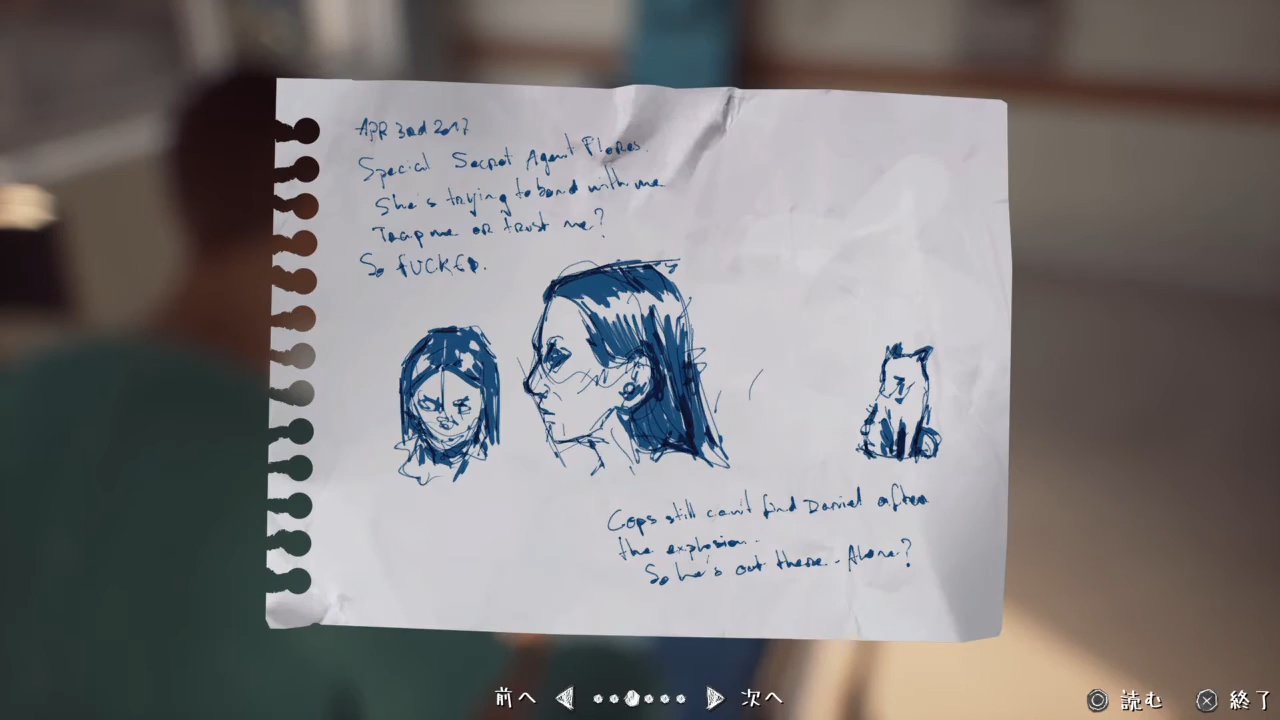 APR 3rd 2017
Special Secret Agent Flores.
She's trying to bond with me
Trap me or trust me?
So FUCKED.
Cops still can't find Daniel after
the explosion.
So he's out there.. Alone?
前へ
次へ
読む
終了